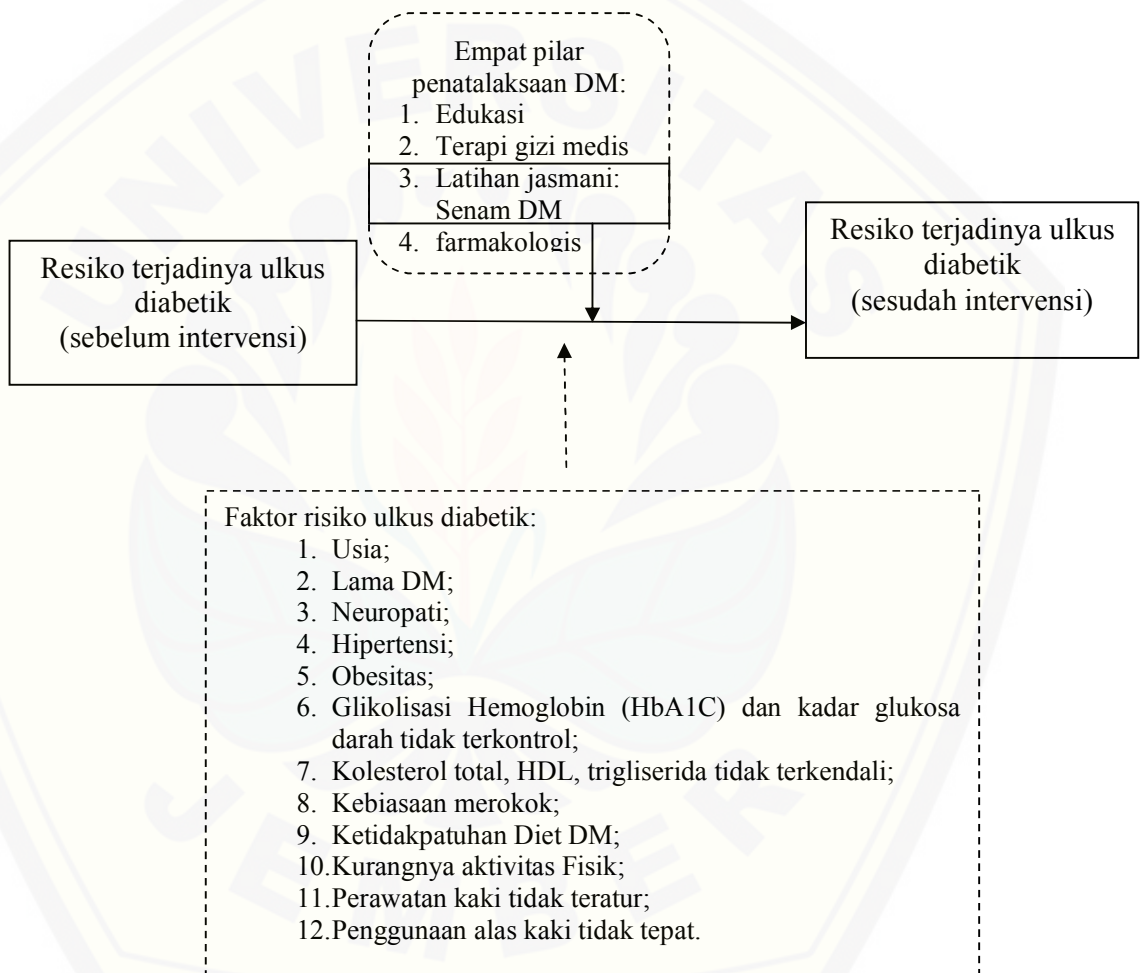 Empat pilar
penatalaksaan DM:
1. Edukasi
2. Terapi gizi medis
3. Latihan jasmani:
Senam DM
4. farmakologis
Resiko terjadinya ulkus
diabetik
(sebelum intervensi)
Resiko terjadinya ulkus
diabetik
(sesudah intervensi)
Faktor risiko ulkus diabetik:
1. Usia;
2. Lama DM;
3. Neuropati;
4. Hipertensi;
5. Obesitas;
6. Glikolisasi Hemoglobin (HbA1C) dan kadar glukosa
darah tidak terkontrol;
7. Kolesterol total, HDL, trigliserida tidak terkendali;
8. Kebiasaan merokok;
9. Ketidakpatuhan Diet DM;
10.Kurangnya aktivitas Fisik;
11.Perawatan kaki tidak teratur;
12.Penggunaan alas kaki tidak tepat.
UNIVERSITAS
JEMBER